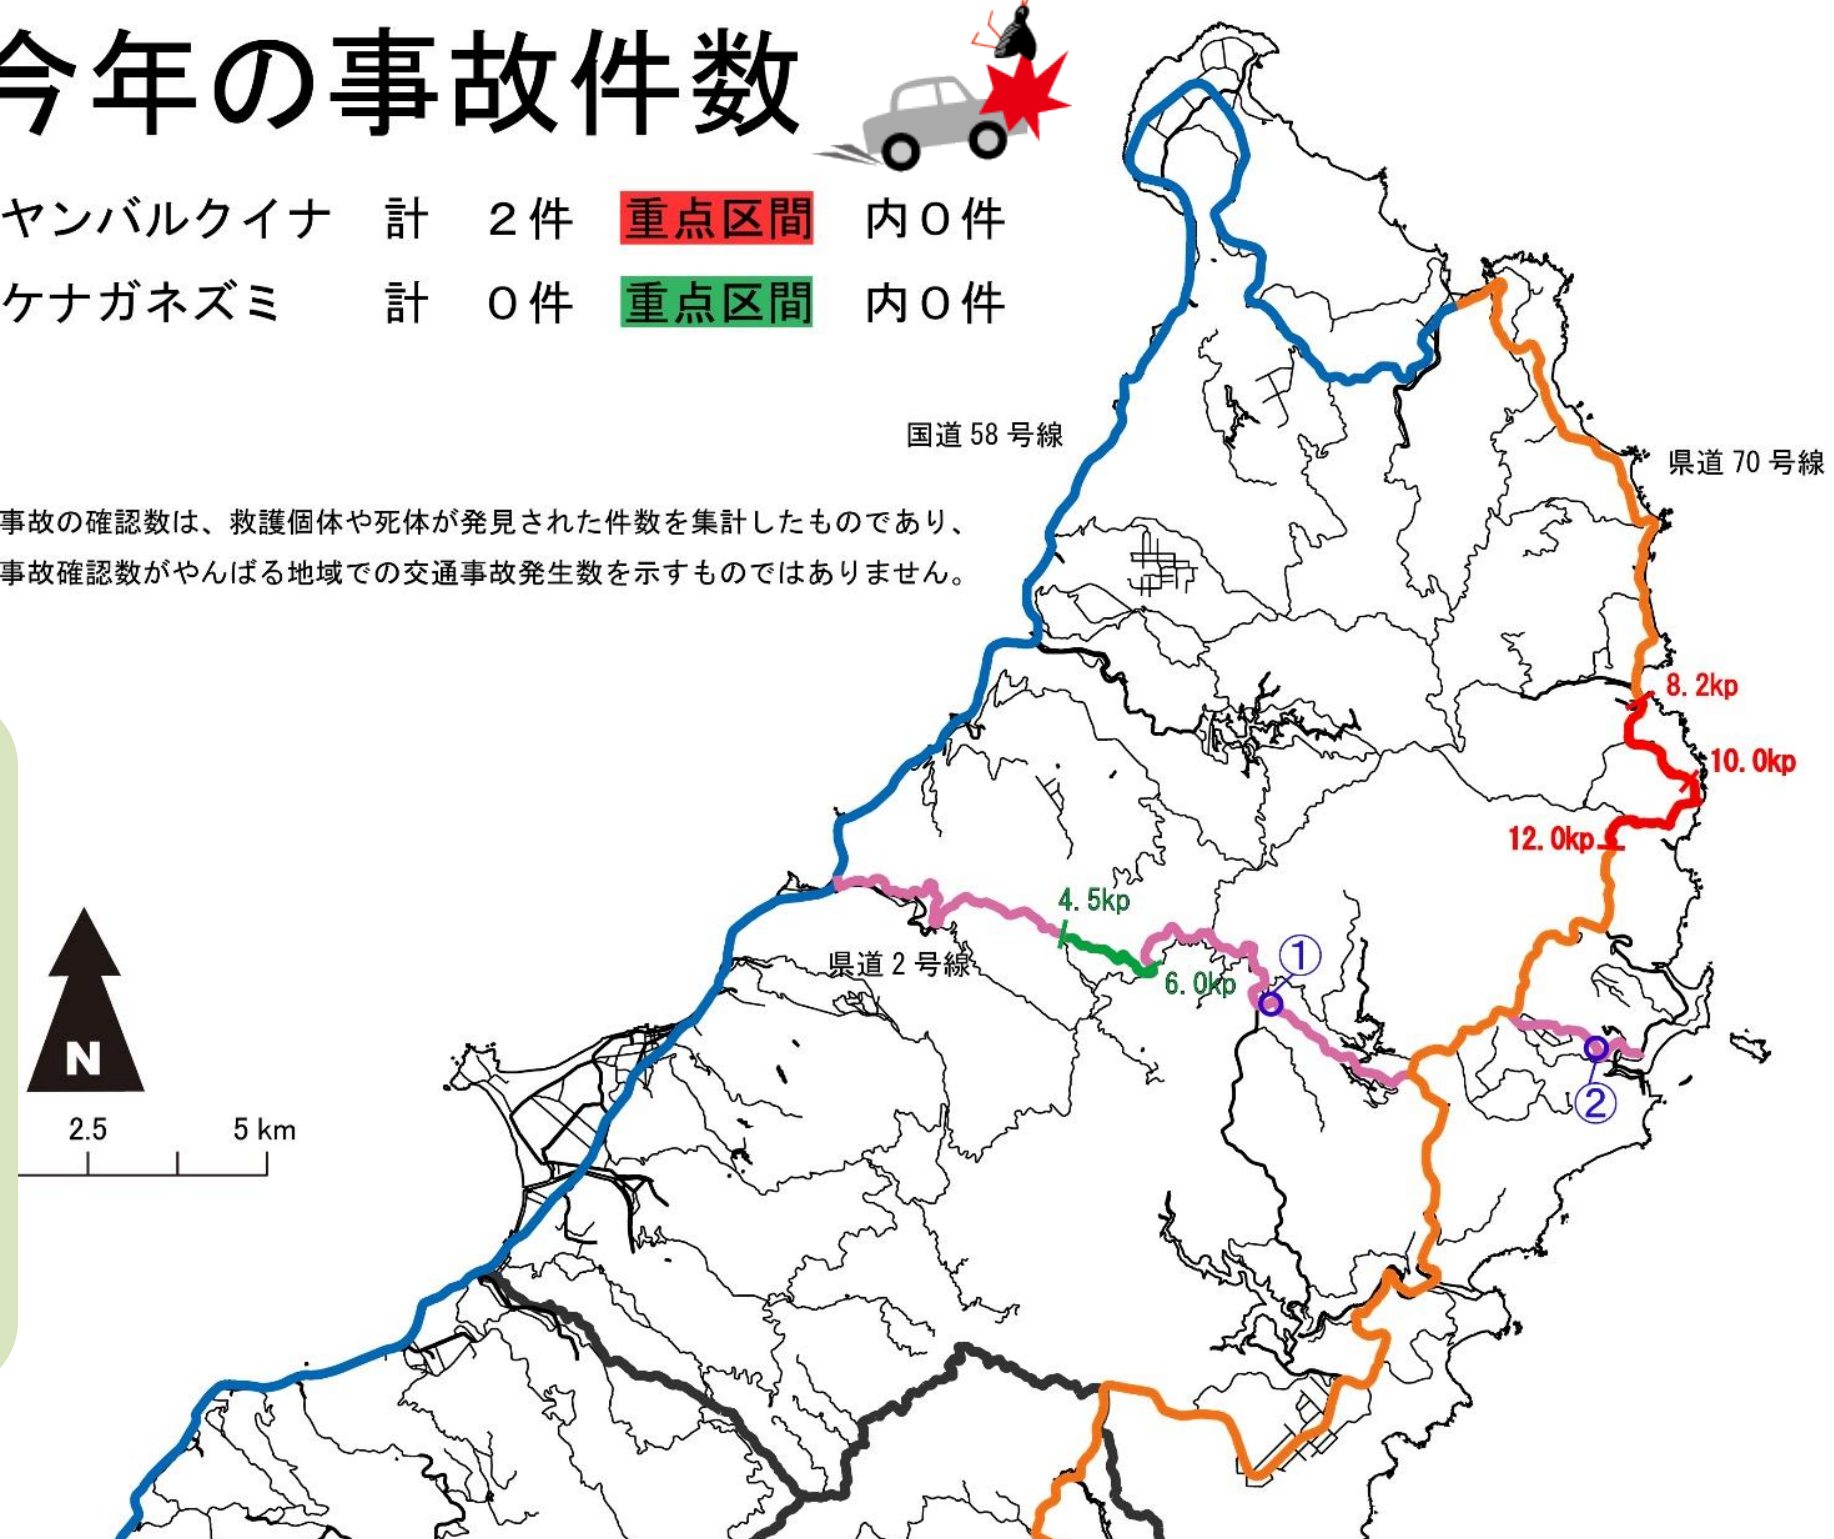 今年の事故件数
ヤンバルクイナ 計 2件 重点区間 内0件
ケナガネズミ 計 0件 重点区間 内0件
国道58号線
県道70号線
事故の確認数は、救護個体や死体が発見された件数を集計したものであり、
事故確認数がやんばる地域での交通事故発生数を示すものではありません。
8.2kp
10.0kp
12.0kp
4.5kp
県道2号線
6.0kp
①
②
N
2.5 5 km